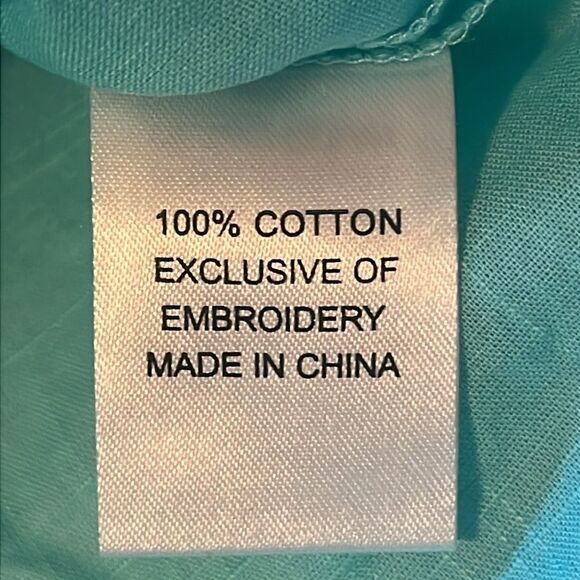 100% COTTON
EXCLUSIVE OF
EMBROIDERY
MADE IN CHINA